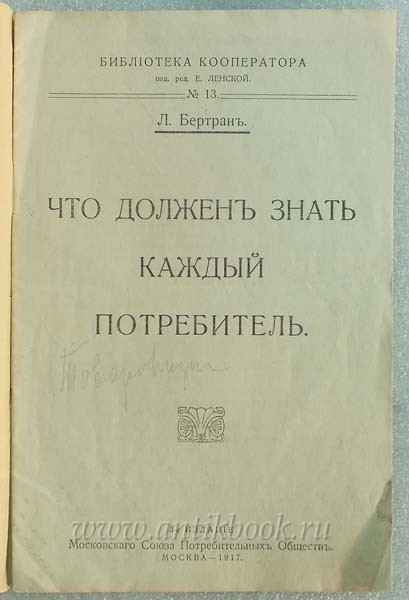 БИБЛІОТЕКА КООПЕРАТОРА
под. ред. Е. ЛЕНСКОЙ.
№ 13.
Л. Бертранъ.
ЧТО ДОЛЖЕНЪ ЗНАТЬ
КАЖДЫЙ
ПОТРЕБИТЕЛЬ.
ИЗДАНІЕ
www.antikbook.ru
Московскаго Союза Потребительныхъ Обществъ.
МОСКВА—1917.